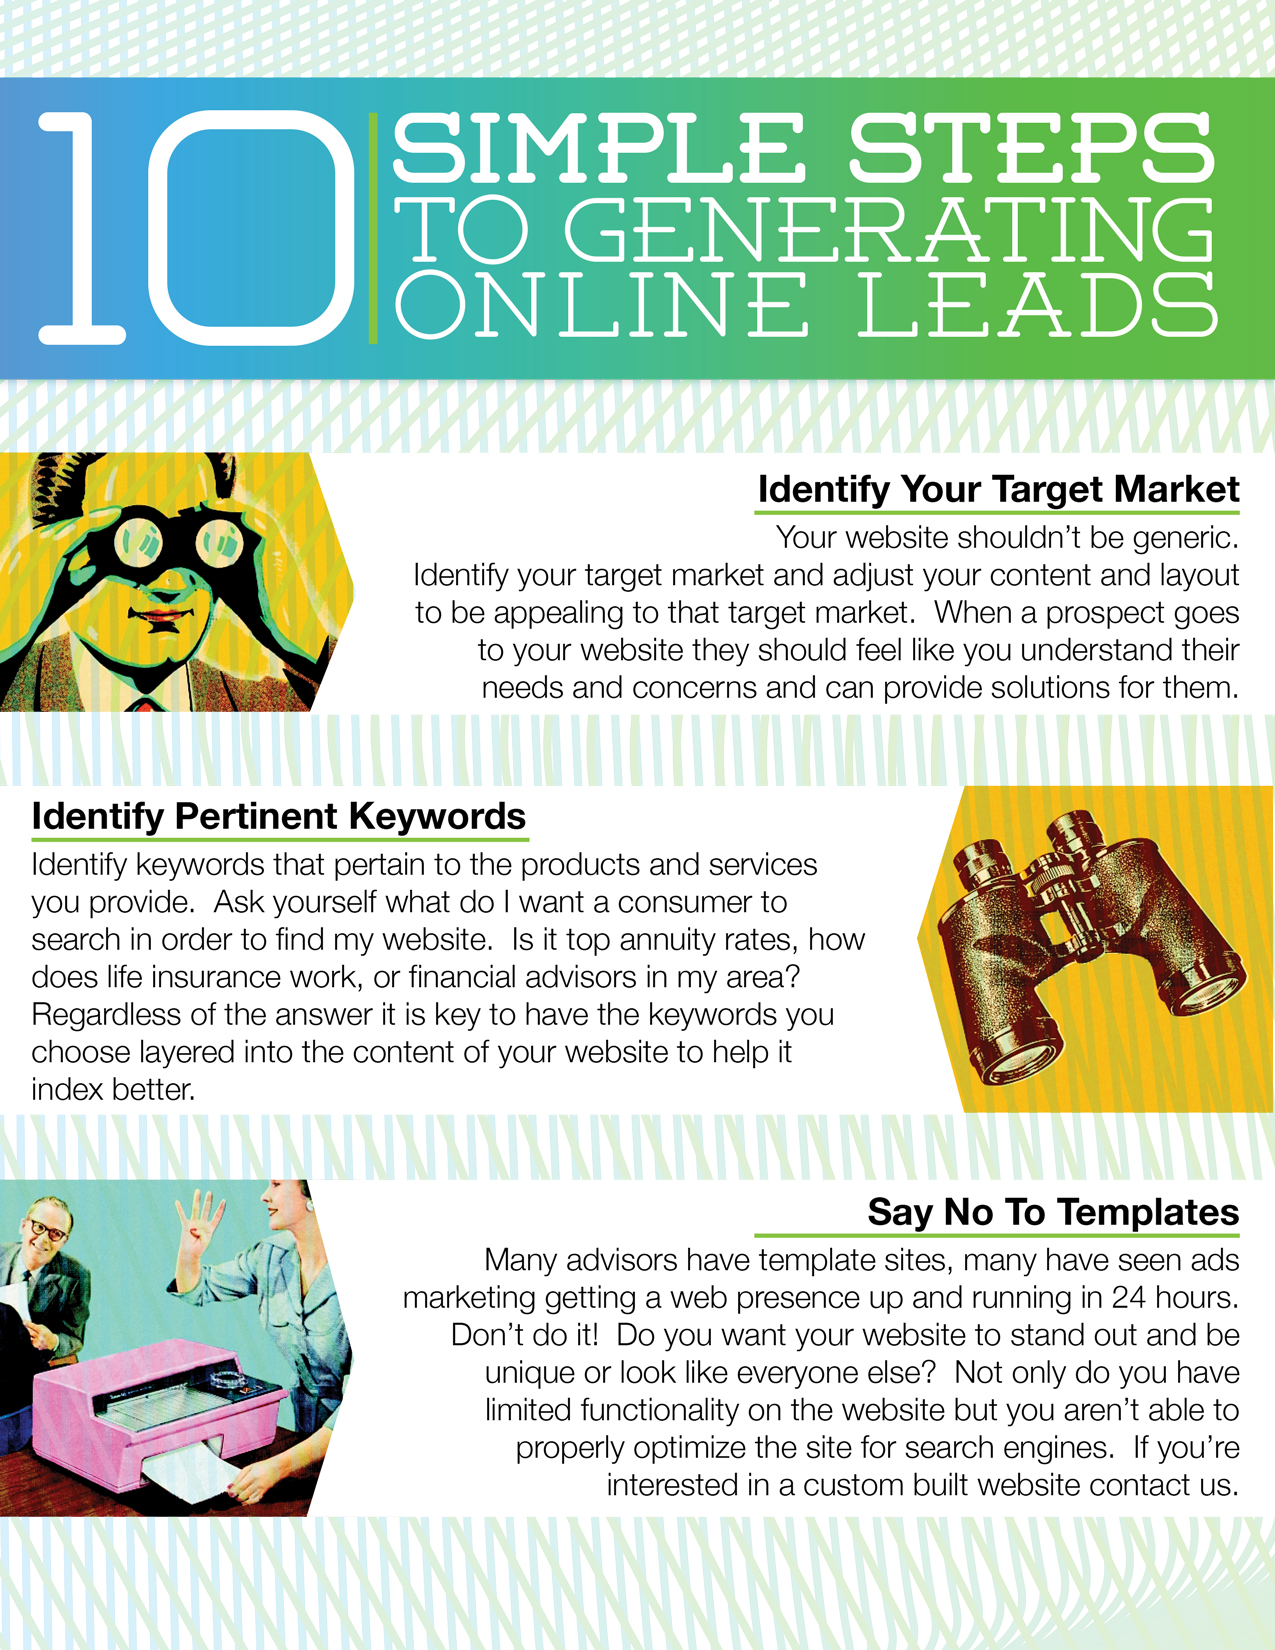 10 SIMPLE STEPS
TO GENERATING
ONLINE LEADS
Identify Your Target Market
Your website shouldn't be generic.
Identify your target market and adjust your content and layout
to be appealing to that target market.  When a prospect goes
to your website they should feel like you understand their
needs and concerns and can provide solutions for them.
Identify Pertinent Keywords
Identify keywords that pertain to the products and services
you provide.  Ask yourself what do I want a consumer to
search in order to find my website.  Is it top annuity rates, how
does life insurance work, or financial advisors in my area?
Regardless of the answer it is key to have the keywords you
choose layered into the content of your website to help it
index better.
Say No To Templates
Many advisors have template sites, many have seen ads
marketing getting a web presence up and running in 24 hours.
Don't do it!  Do you want your website to stand out and be
unique or look like everyone else?  Not only do you have
limited functionality on the website but you aren't able to
properly optimize the site for search engines.  If you're
interested in a custom built website contact us.